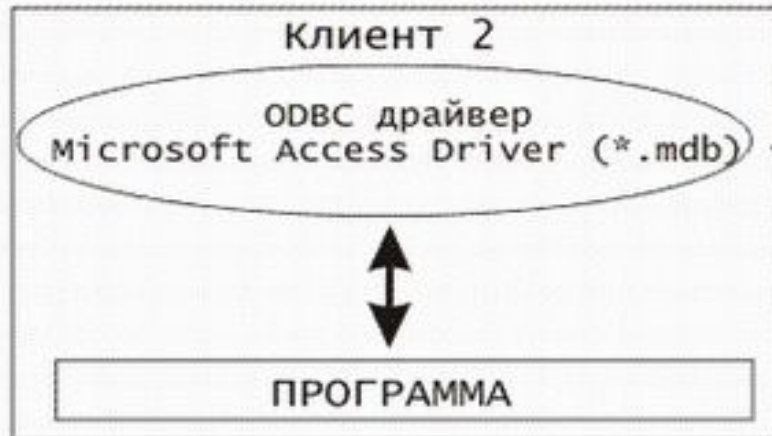 Клиент 2
ODBC драйвер
Microsoft Access Driver (*.mdb)
ПРОГРАММА